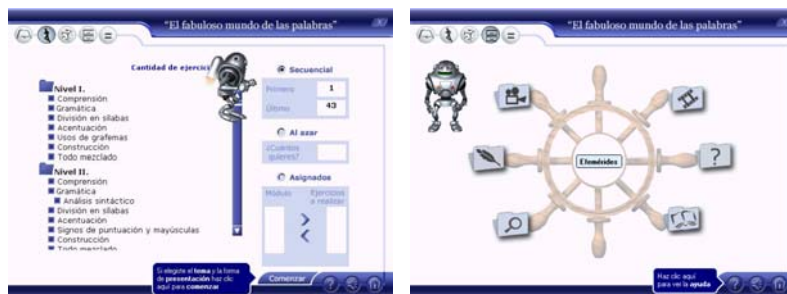 "El fabuloso mundo de las palabras"
Cantidad de ejercici
Nivel I.
Comprensión
Gramática
División en sílabas
Acentuación
Usos de grafemas
Construcción
Todo mezclado
Nivel II.
Comprensión
Gramática
Análisis sintáctico
División en sílabas
Acentuación
Signos de puntuación y mayúsculas
Construcción
Todo mezclado
Secuencial
Primero 1
Último 43
Al azar
¿Cuántos
quieres?
Asignados
Módulo Ejercicios
a realizar
Si elegiste el tema y la forma
de presentación haz clic
aquí para comenzar
Comenzar
"El fabuloso mundo de las palabras"
Efemérides
?
Haz clic aquí
para ver la ayuda